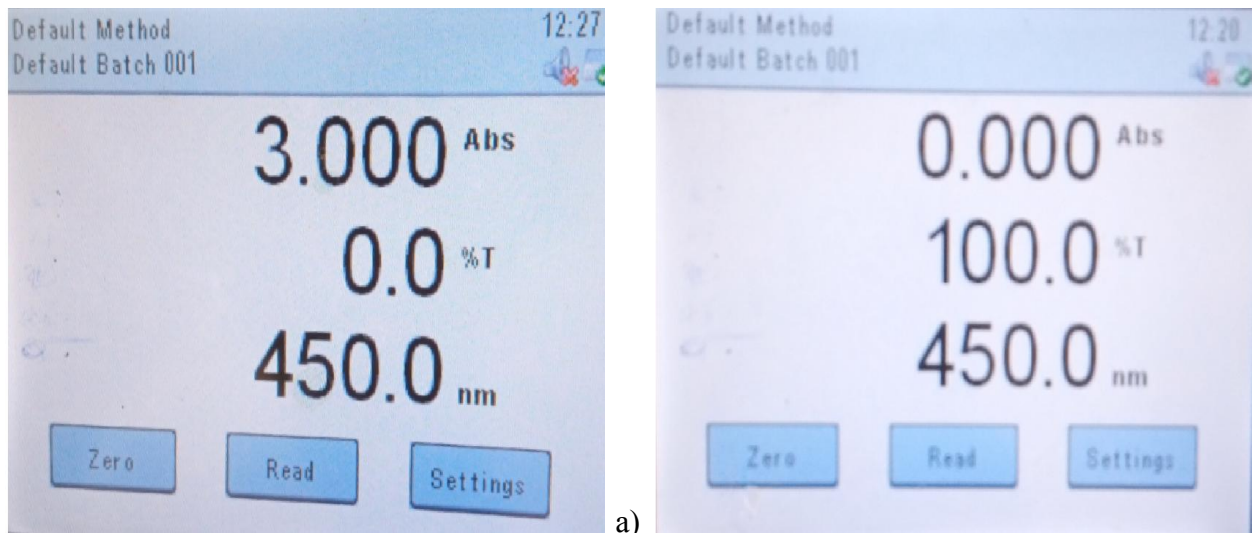 Default Method 12:27
Default Batch 001
3.000 Abs
0.0 %T
450.0 nm
Zero Read Settings
a)
Default Method 12:20
Default Batch 001
0.000 Abs
100.0 %T
450.0 nm
Zero Read Settings